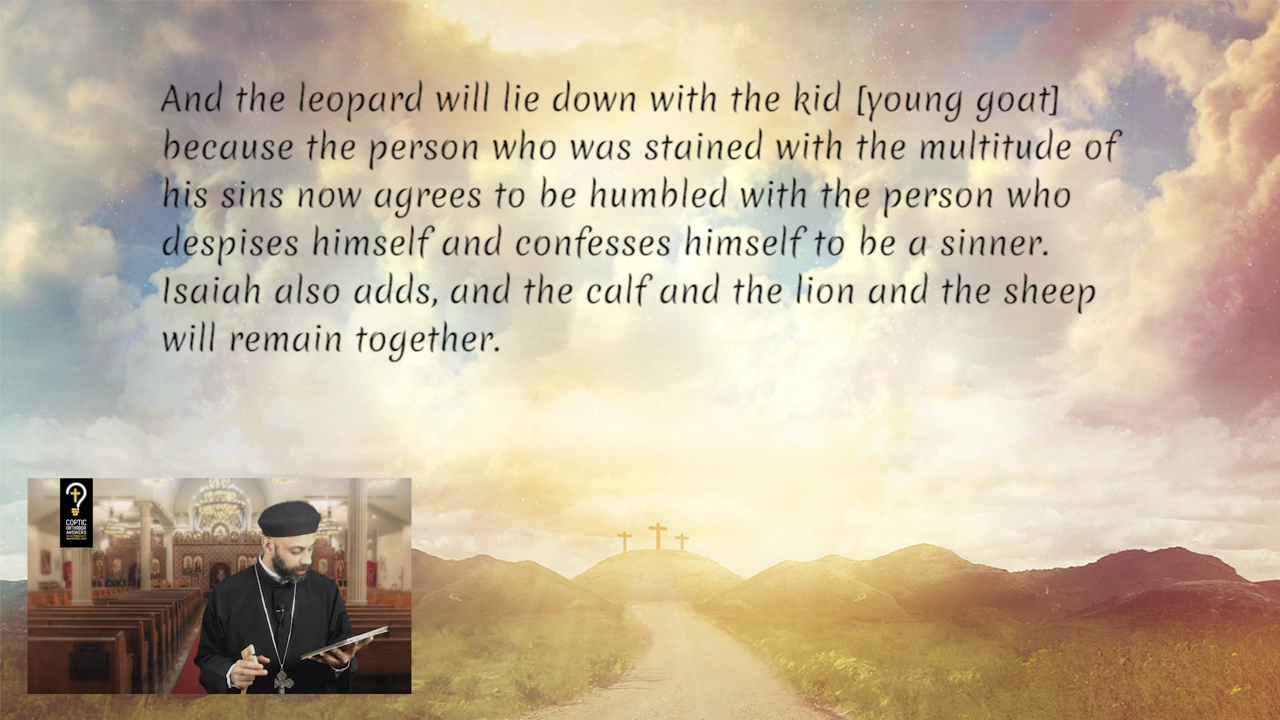 And the leopard will lie down with the kid [young goat]
because the person who was stained with the multitude of
his sins now agrees to be humbled with the person who
despises himself and confesses himself to be a sinner.
Isaiah also adds, and the calf and the lion and the sheep
will remain together.
COPTIC
ORTHODOX
ANSWERS